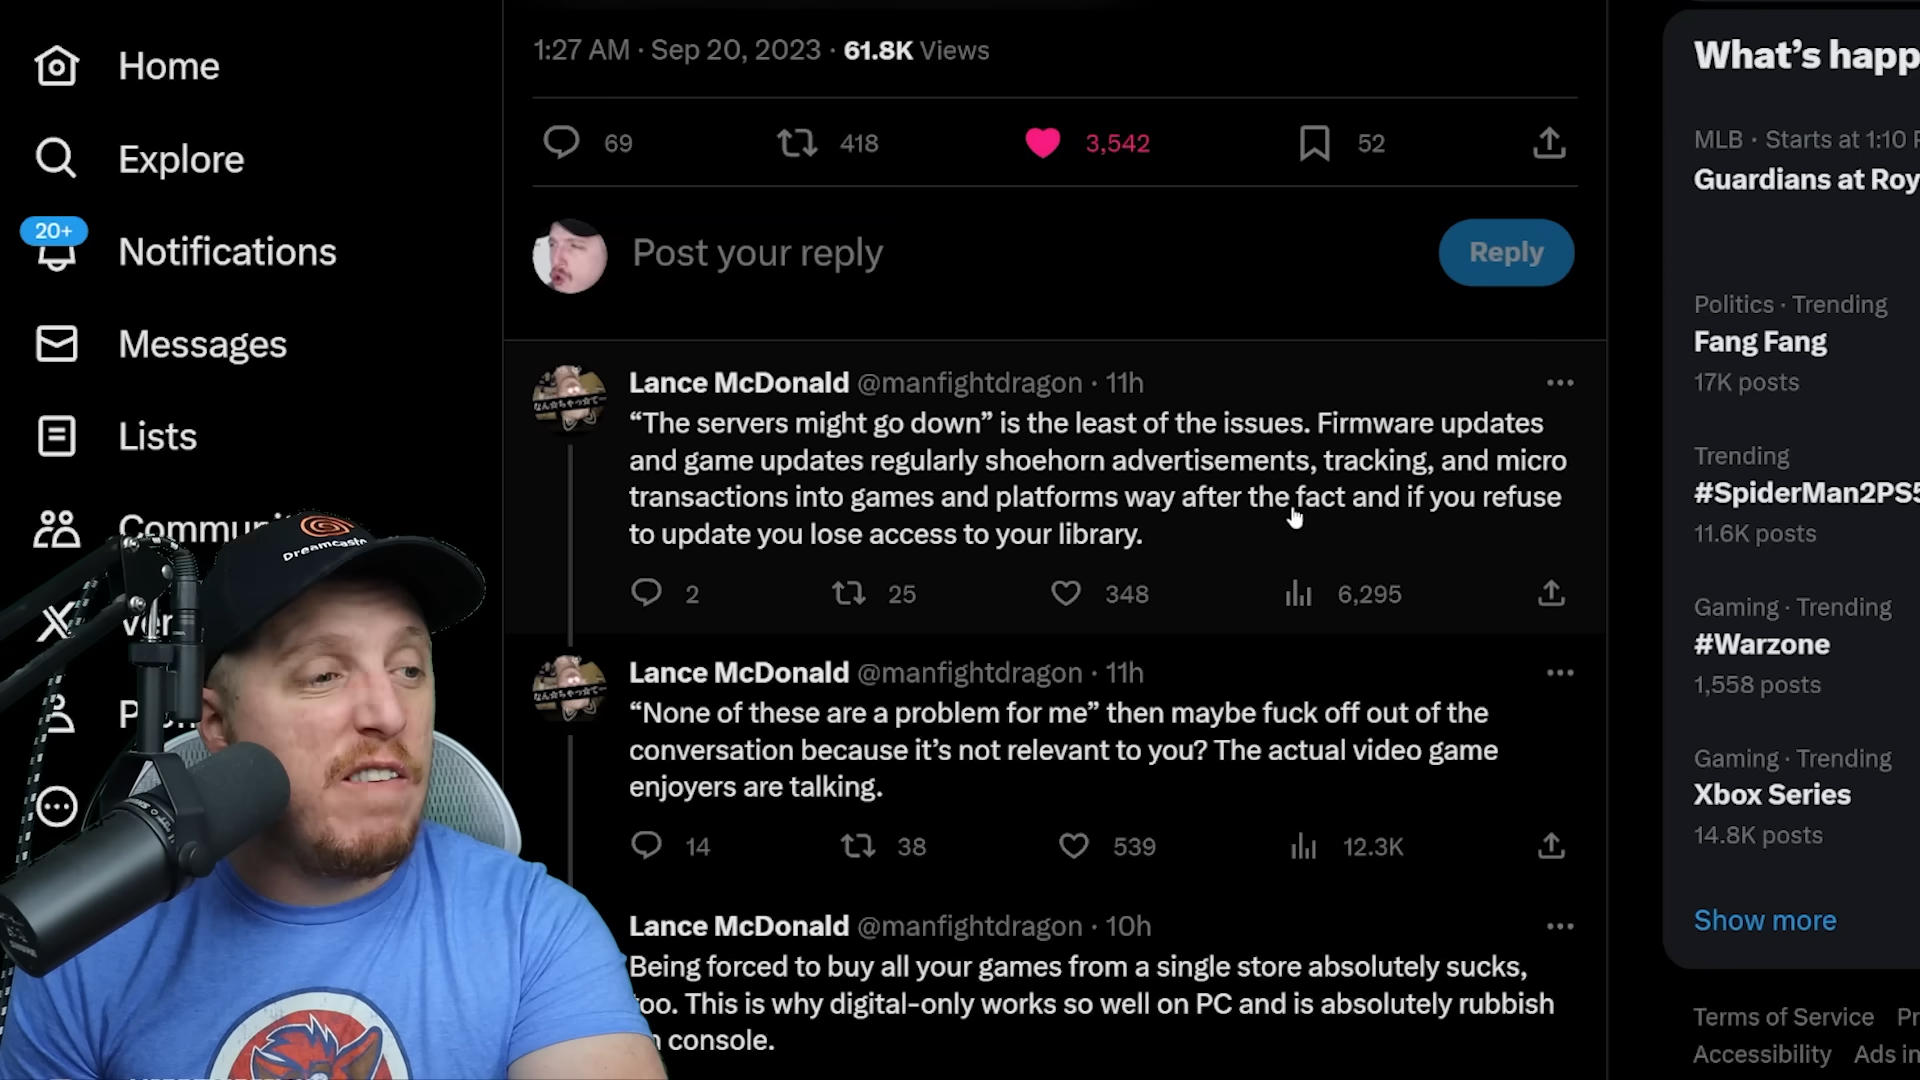 Home
Explore
20+
Notifications
Messages
Lists
Communi
Ver
1:27 AM · Sep 20, 2023 · 61.8K Views
69 418 3,542 52
Post your reply
Reply
Lance McDonald @manfightdragon · 11h
“The servers might go down” is the least of the issues. Firmware updates
and game updates regularly shoehorn advertisements, tracking, and micro
transactions into games and platforms way after the fact and if you refuse
to update you lose access to your library.
2 25 348 6,295
Lance McDonald @manfightdragon · 11h
“None of these are a problem for me” then maybe fuck off out of the
conversation because it’s not relevant to you? The actual video game
enjoyers are talking.
14 38 539 12.3K
Lance McDonald @manfightdragon · 10h
Being forced to buy all your games from a single store absolutely sucks,
too. This is why digital-only works so well on PC and is absolutely rubbish
n console.
What’s happ
MLB · Starts at 1:10 P
Guardians at Roy
Politics · Trending
Fang Fang
17K posts
Trending
#SpiderMan2PS5
11.6K posts
Gaming · Trending
#Warzone
1,558 posts
Gaming · Trending
Xbox Series
14.8K posts
Show more
Terms of Service Pr
Accessibility Ads in
Dreamcast